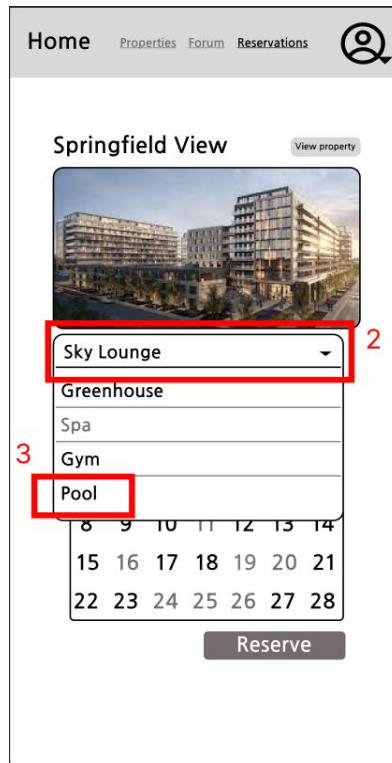 Home Properties Forum Reservations
Springfield View View property
Sky Lounge 2
Greenhouse
Spa
Gym
3
Pool
8 9 10 11 12 13 14
15 16 17 18 19 20 21
22 23 24 25 26 27 28
Reserve